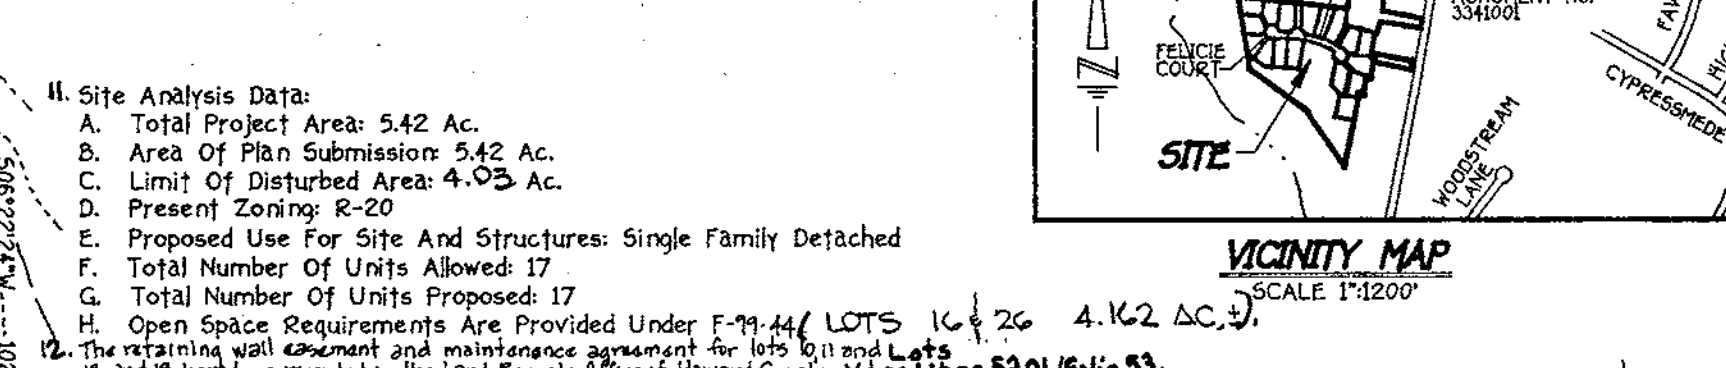 11. Site Analysis Data:
A. Total Project Area: 5.42 Ac.
B. Area Of Plan Submission: 5.42 Ac.
C. Limit Of Disturbed Area: 4.03 Ac.
D. Present Zoning: R-20
E. Proposed Use For Site And Structures: Single Family Detached
F. Total Number Of Units Allowed: 17
G. Total Number Of Units Proposed: 17
H. Open Space Requirements Are Provided Under F-99-44 ( LOTS 16 & 26 4.162 AC.±).
12. The retaining wall easement and maintenance agreement for lots 10,11 and Lots
3341001
FELICIE
COURT
N
SITE
WOODSTREAM
LANE
CYPRESSMEDE
VICINITY MAP
SCALE 1":1200'